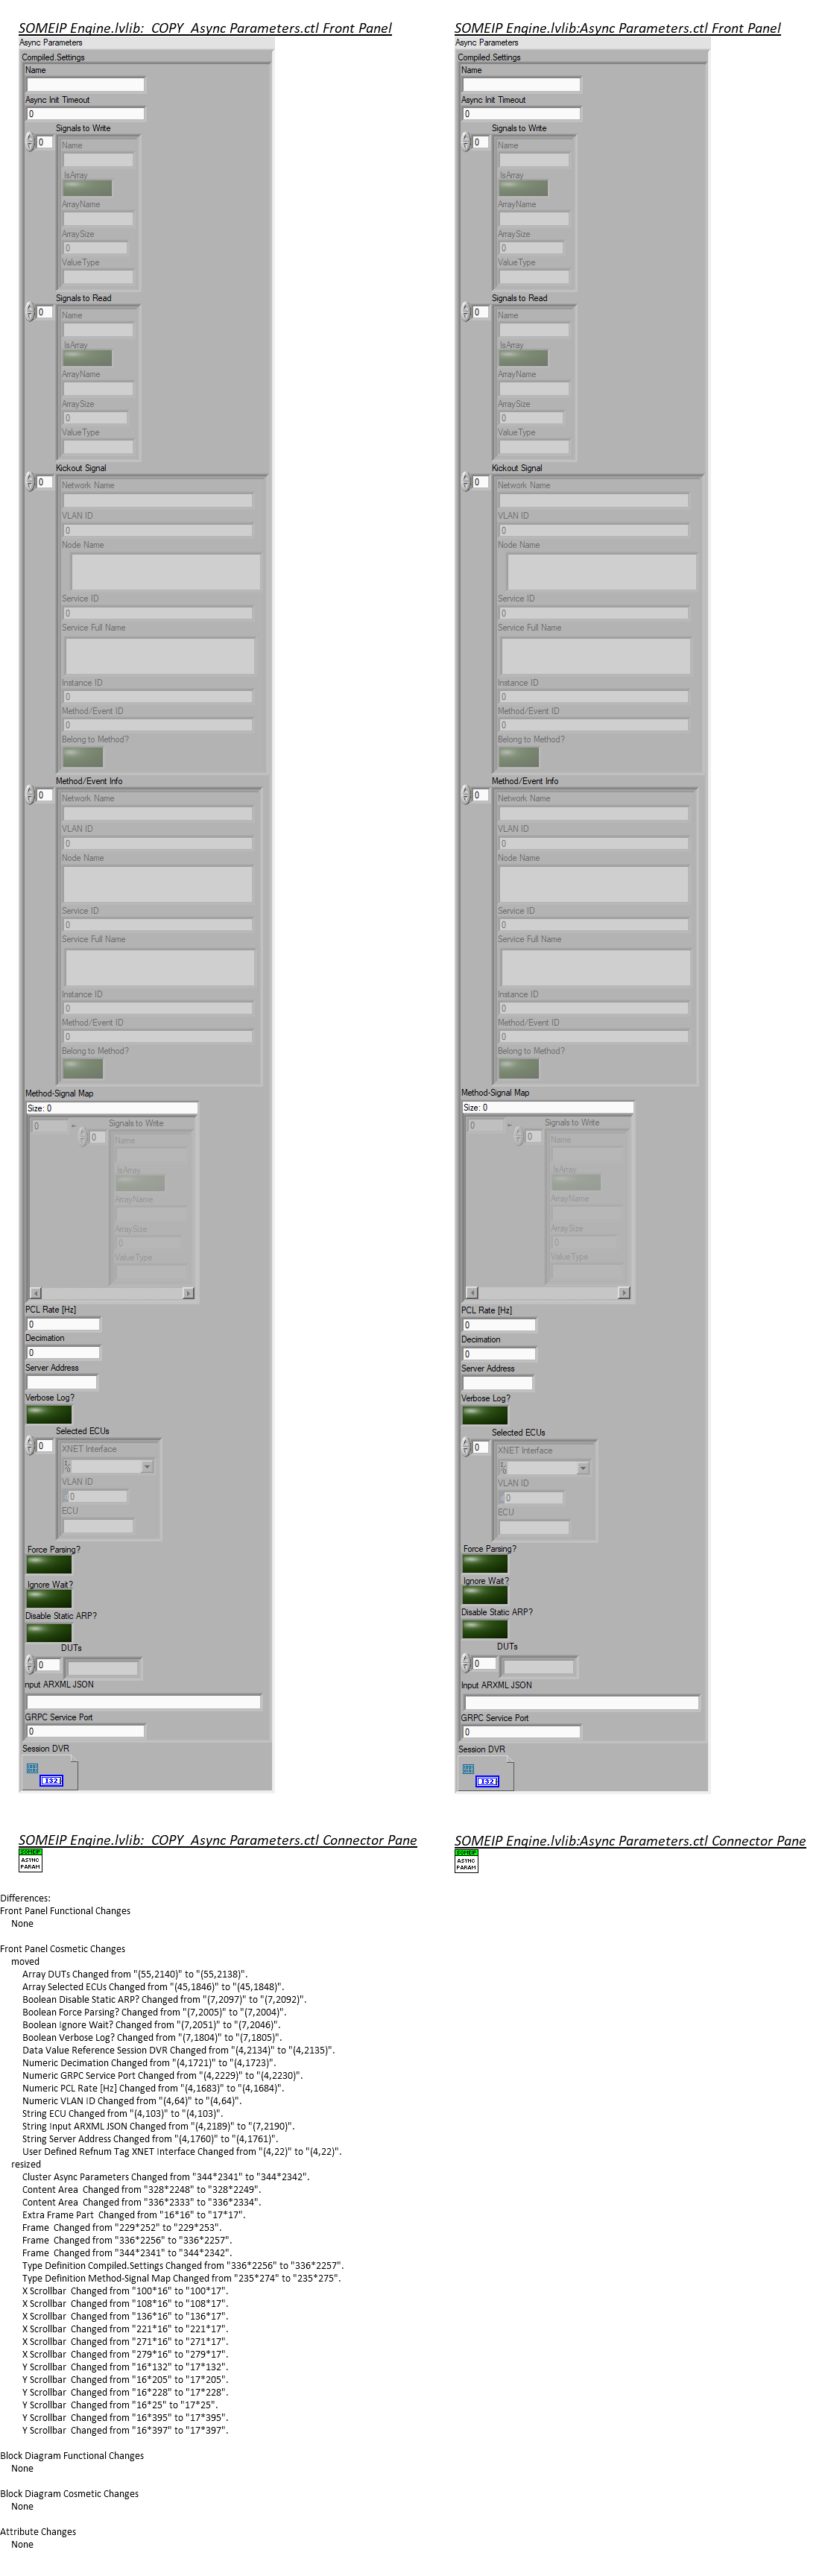 SOMEIP Engine.lvlib:_COPY_Async Parameters.ctl Front Panel
Async Parameters
Compiled.Settings
Name
Async Init Timeout
0
Signals to Write
0
Name
IsArray
ArrayName
ArraySize
0
ValueType
Signals to Read
0
Name
IsArray
ArrayName
ArraySize
0
ValueType
Kickout Signal
0
Network Name
VLAN ID
0
Node Name
Service ID
0
Service Full Name
Instance ID
0
Method/Event ID
0
Belong to Method?
Method/Event Info
0
Network Name
VLAN ID
0
Node Name
Service ID
0
Service Full Name
Instance ID
0
Method/Event ID
0
Belong to Method?
Method-Signal Map
Size: 0
0
Signals to Write
0
Name
IsArray
ArrayName
ArraySize
0
ValueType
PCL Rate [Hz]
0
Decimation
0
Server Address
Verbose Log?
Selected ECUs
0
XNET Interface
VLAN ID
0
ECU
Force Parsing?
Ignore Wait?
Disable Static ARP?
DUTs
0
nput ARXML JSON
GRPC Service Port
0
Session DVR
I32
SOMEIP Engine.lvlib:Async Parameters.ctl Front Panel
Async Parameters
Compiled.Settings
Name
Async Init Timeout
0
Signals to Write
0
Name
IsArray
ArrayName
ArraySize
0
ValueType
Signals to Read
0
Name
IsArray
ArrayName
ArraySize
0
ValueType
Kickout Signal
0
Network Name
VLAN ID
0
Node Name
Service ID
0
Service Full Name
Instance ID
0
Method/Event ID
0
Belong to Method?
Method/Event Info
0
Network Name
VLAN ID
0
Node Name
Service ID
0
Service Full Name
Instance ID
0
Method/Event ID
0
Belong to Method?
Method-Signal Map
Size: 0
0
Signals to Write
0
Name
IsArray
ArrayName
ArraySize
0
ValueType
PCL Rate [Hz]
0
Decimation
0
Server Address
Verbose Log?
Selected ECUs
0
XNET Interface
VLAN ID
0
ECU
Force Parsing?
Ignore Wait?
Disable Static ARP?
DUTs
0
Input ARXML JSON
GRPC Service Port
0
Session DVR
I32
SOMEIP Engine.lvlib:_COPY_Async Parameters.ctl Connector Pane
SOMEIP
ASYNC
PARAM
SOMEIP Engine.lvlib:Async Parameters.ctl Connector Pane
SOMEIP
ASYNC
PARAM
Differences:
Front Panel Functional Changes
None
Front Panel Cosmetic Changes
moved
Array DUTs Changed from "(55,2140)" to "(55,2138)".
Array Selected ECUs Changed from "(45,1846)" to "(45,1848)".
Boolean Disable Static ARP? Changed from "(7,2097)" to "(7,2092)".
Boolean Force Parsing? Changed from "(7,2005)" to "(7,2004)".
Boolean Ignore Wait? Changed from "(7,2051)" to "(7,2046)".
Boolean Verbose Log? Changed from "(7,1804)" to "(7,1805)".
Data Value Reference Session DVR Changed from "(4,2134)" to "(4,2135)".
Numeric Decimation Changed from "(4,1721)" to "(4,1723)".
Numeric GRPC Service Port Changed from "(4,2229)" to "(4,2230)".
Numeric PCL Rate [Hz] Changed from "(4,1683)" to "(4,1684)".
Numeric VLAN ID Changed from "(4,64)" to "(4,64)".
String ECU Changed from "(4,103)" to "(4,103)".
String Input ARXML JSON Changed from "(4,2189)" to "(7,2190)".
String Server Address Changed from "(4,1760)" to "(4,1761)".
User Defined Refnum Tag XNET Interface Changed from "(4,22)" to "(4,22)".
resized
Cluster Async Parameters Changed from "344*2341" to "344*2342".
Content Area  Changed from "328*2248" to "328*2249".
Content Area  Changed from "336*2333" to "336*2334".
Extra Frame Part  Changed from "16*16" to "17*17".
Frame  Changed from "229*252" to "229*253".
Frame  Changed from "336*2256" to "336*2257".
Frame  Changed from "344*2341" to "344*2342".
Type Definition Compiled.Settings Changed from "336*2256" to "336*2257".
Type Definition Method-Signal Map Changed from "235*274" to "235*275".
X Scrollbar  Changed from "100*16" to "100*17".
X Scrollbar  Changed from "108*16" to "108*17".
X Scrollbar  Changed from "136*16" to "136*17".
X Scrollbar  Changed from "221*16" to "221*17".
X Scrollbar  Changed from "271*16" to "271*17".
X Scrollbar  Changed from "279*16" to "279*17".
Y Scrollbar  Changed from "16*132" to "17*132".
Y Scrollbar  Changed from "16*205" to "17*205".
Y Scrollbar  Changed from "16*228" to "17*228".
Y Scrollbar  Changed from "16*25" to "17*25".
Y Scrollbar  Changed from "16*395" to "17*395".
Y Scrollbar  Changed from "16*397" to "17*397".
Block Diagram Functional Changes
None
Block Diagram Cosmetic Changes
None
Attribute Changes
None